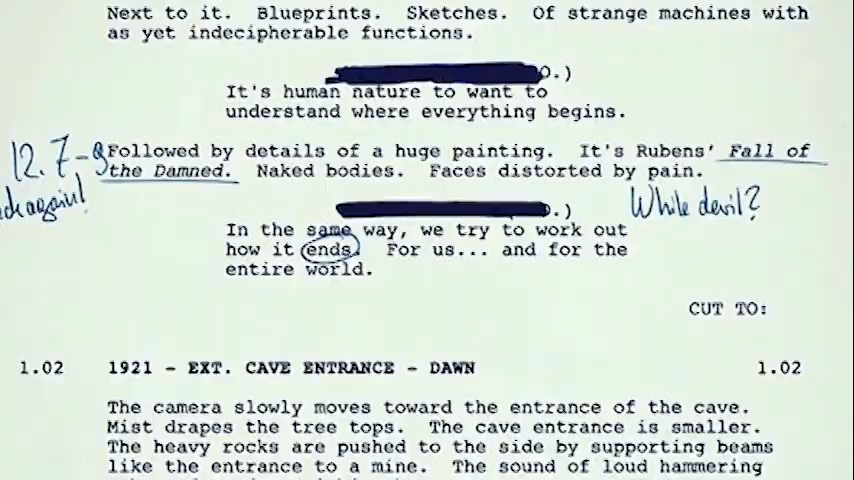 Next to it. Blueprints. Sketches. Of strange machines with
as yet indecipherable functions.
O.)
It's human nature to want to
understand where everything begins.
12. 7-9
Followed by details of a huge painting. It's Rubens' Fall of
the Damned. Naked bodies. Faces distorted by pain.
again!
While devil?
.)
In the same way, we try to work out
how it ends. For us... and for the
entire world.
CUT TO:
1.02 1921 - EXT. CAVE ENTRANCE - DAWN 1.02
The camera slowly moves toward the entrance of the cave.
Mist drapes the tree tops. The cave entrance is smaller.
The heavy rocks are pushed to the side by supporting beams
like the entrance to a mine. The sound of loud hammering